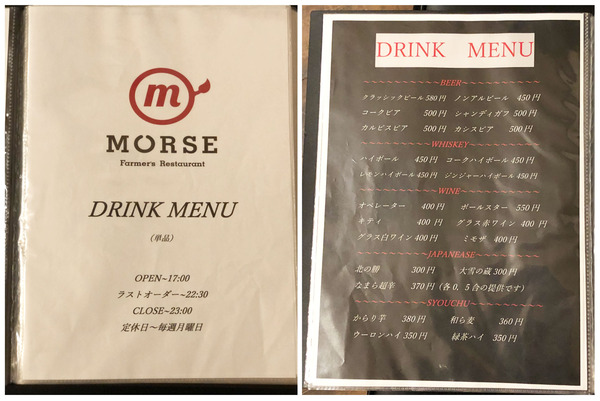 m
MORSE
Farmer's Restaurant
DRINK MENU
(単品)
OPEN~17:00
ラストオーダー~22:30
CLOSE~23:00
定休日~毎週月曜日
DRINK MENU
~BEER~
クラッシックビール 580円 ノンアルビール 450円
コークビア 500円 シャンディガフ 500円
カルピスビア 500円 カシスビア 500円
~WHISKEY~
ハイボール 450円 コークハイボール 450円
レモンハイボール 450円 ジンジャーハイボール 450円
~WINE~
オペレーター 400円 ボールスター 550円
キティ 400円 グラス赤ワイン 400円
グラス白ワイン 400円 ミモザ 400円
~JAPANEASE~
北の勝 300円 大雪の蔵 300円
なまら超辛 370円 (各0.5合の提供です)
~SYOUCHU~
からり芋 380円 和ら麦 360円
ウーロンハイ 350円 緑茶ハイ 350円